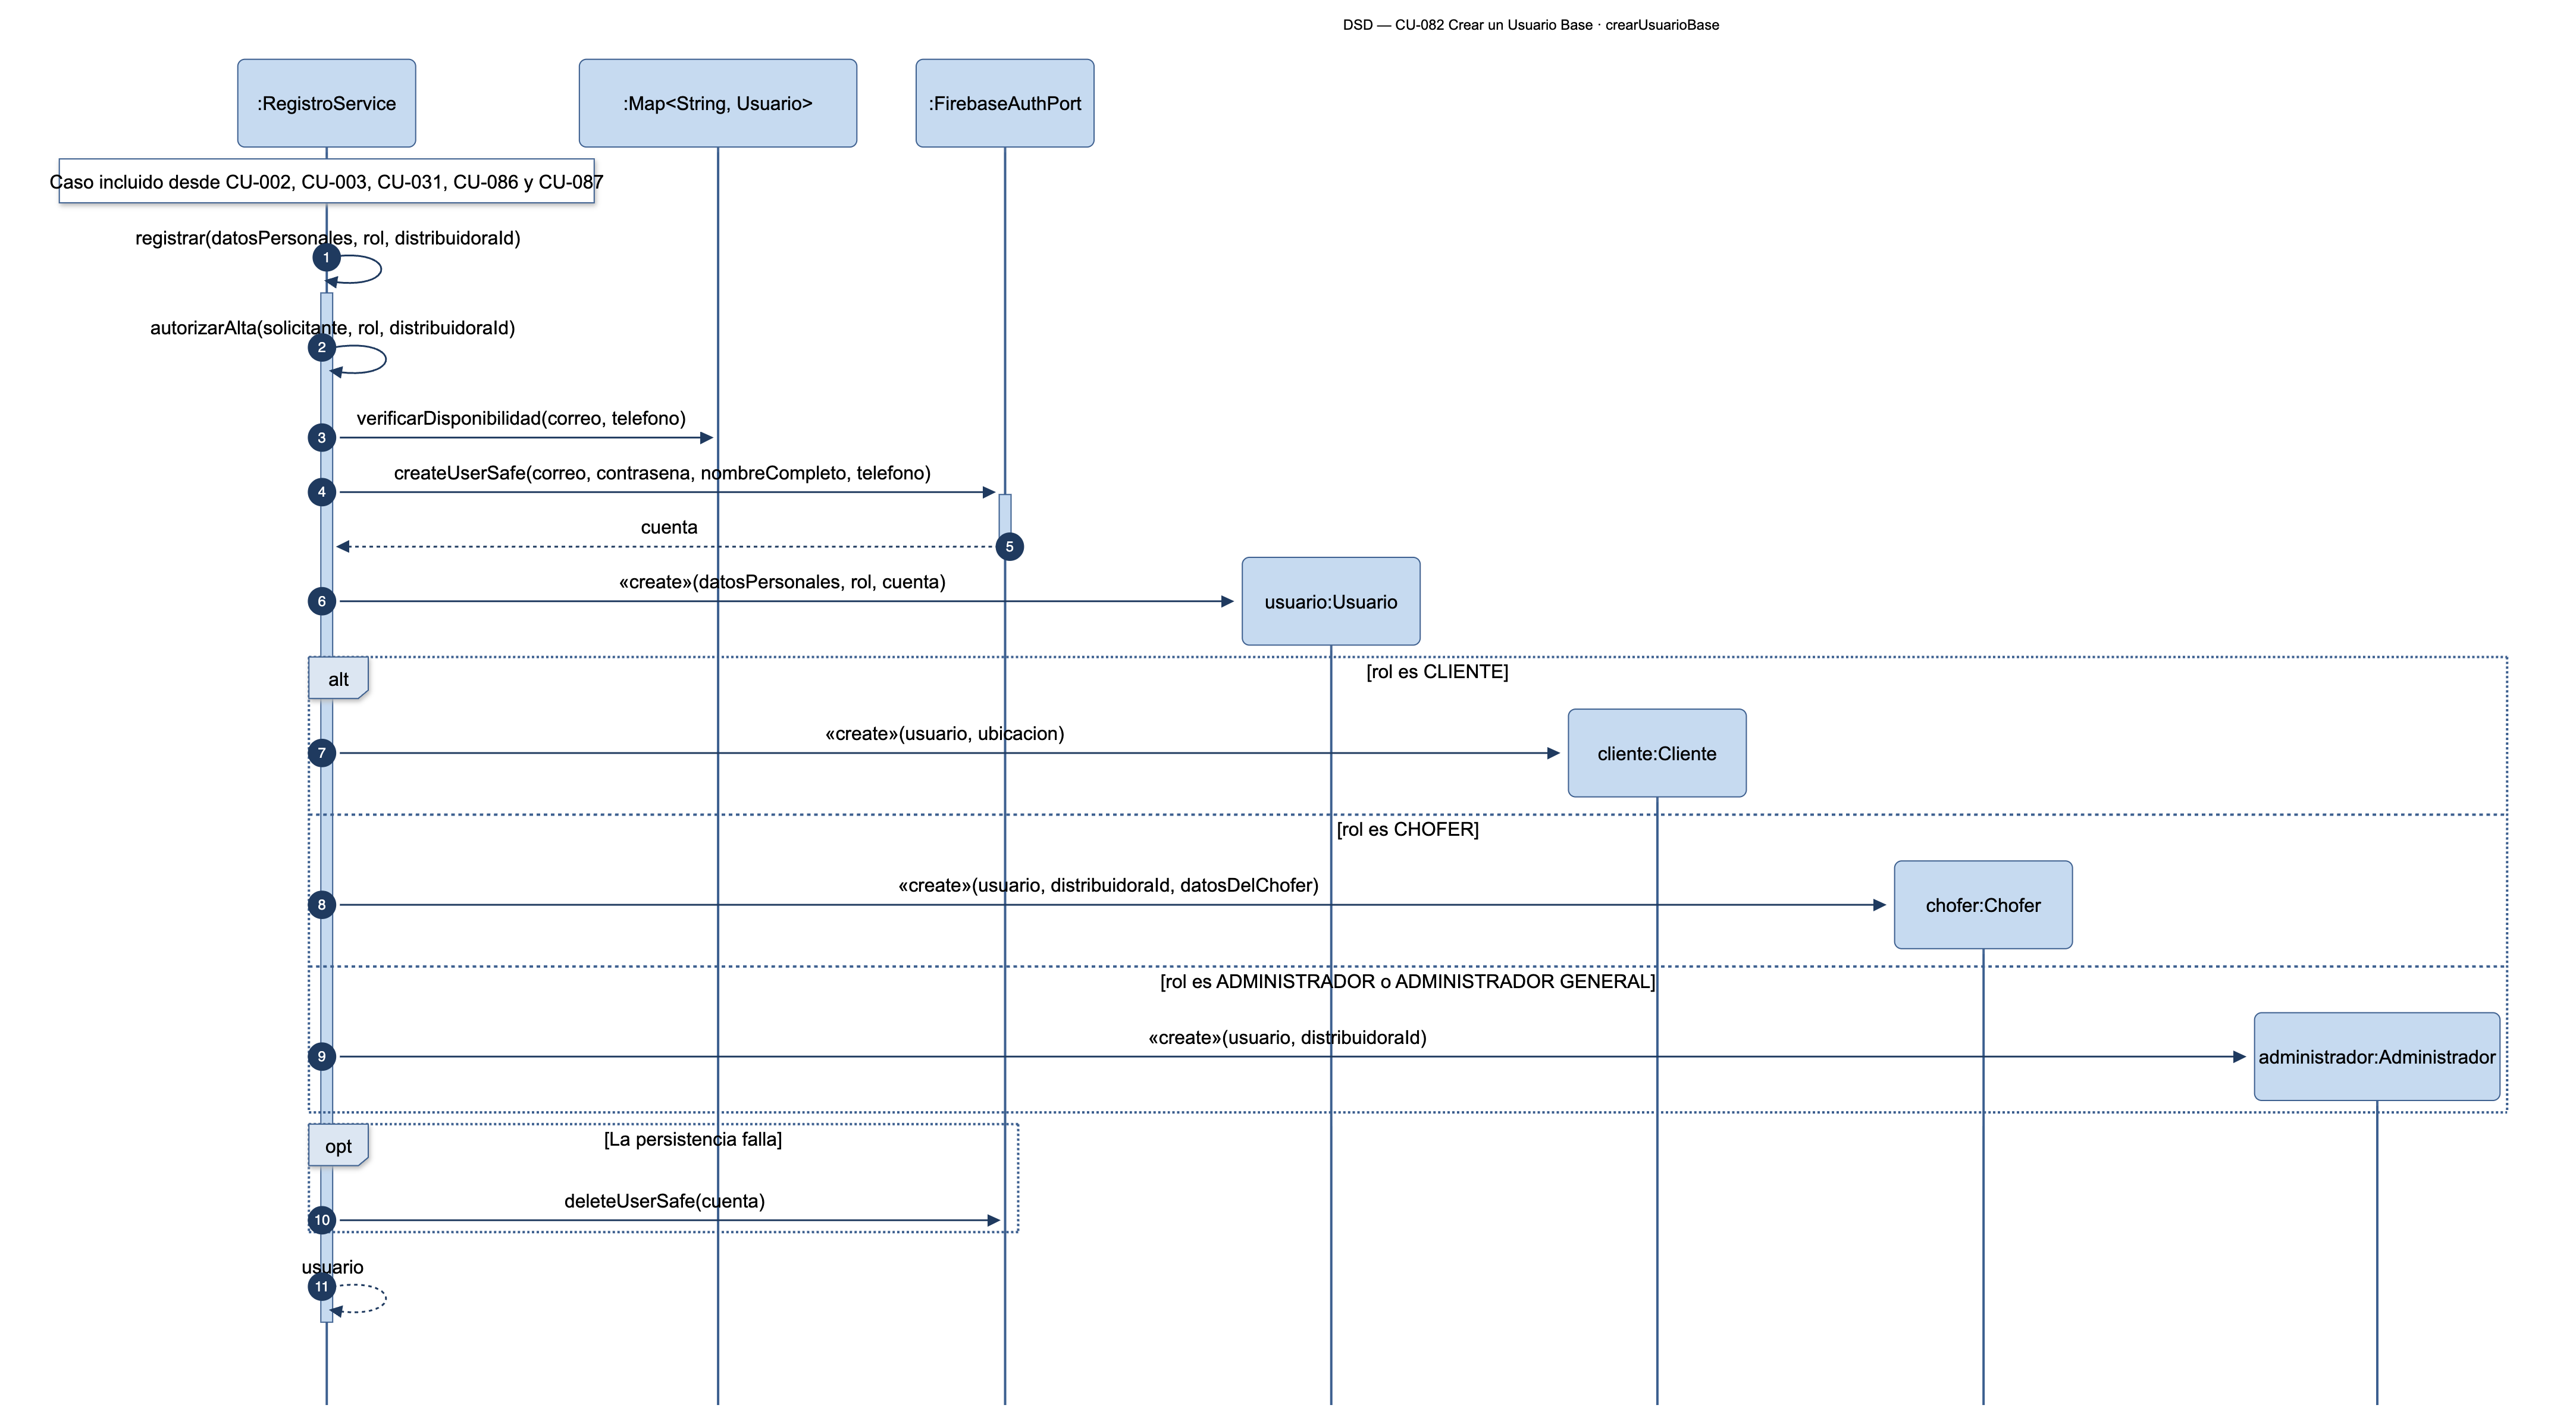 DSD — CU-082 Crear un Usuario Base · crearUsuarioBase
:RegistroService
:Map<String, Usuario>
:FirebaseAuthPort
Caso incluido desde CU-002, CU-003, CU-031, CU-086 y CU-087
registrar(datosPersonales, rol, distribuidoraId)
1
autorizarAlta(solicitante, rol, distribuidoraId)
2
verificarDisponibilidad(correo, telefono)
3
createUserSafe(correo, contrasena, nombreCompleto, telefono)
4
cuenta
5
«create»(datosPersonales, rol, cuenta)
6
usuario:Usuario
alt
[rol es CLIENTE]
«create»(usuario, ubicacion)
7
cliente:Cliente
[rol es CHOFER]
«create»(usuario, distribuidoraId, datosDelChofer)
8
chofer:Chofer
[rol es ADMINISTRADOR o ADMINISTRADOR GENERAL]
«create»(usuario, distribuidoraId)
9
administrador:Administrador
opt
[La persistencia falla]
deleteUserSafe(cuenta)
10
usuario
11